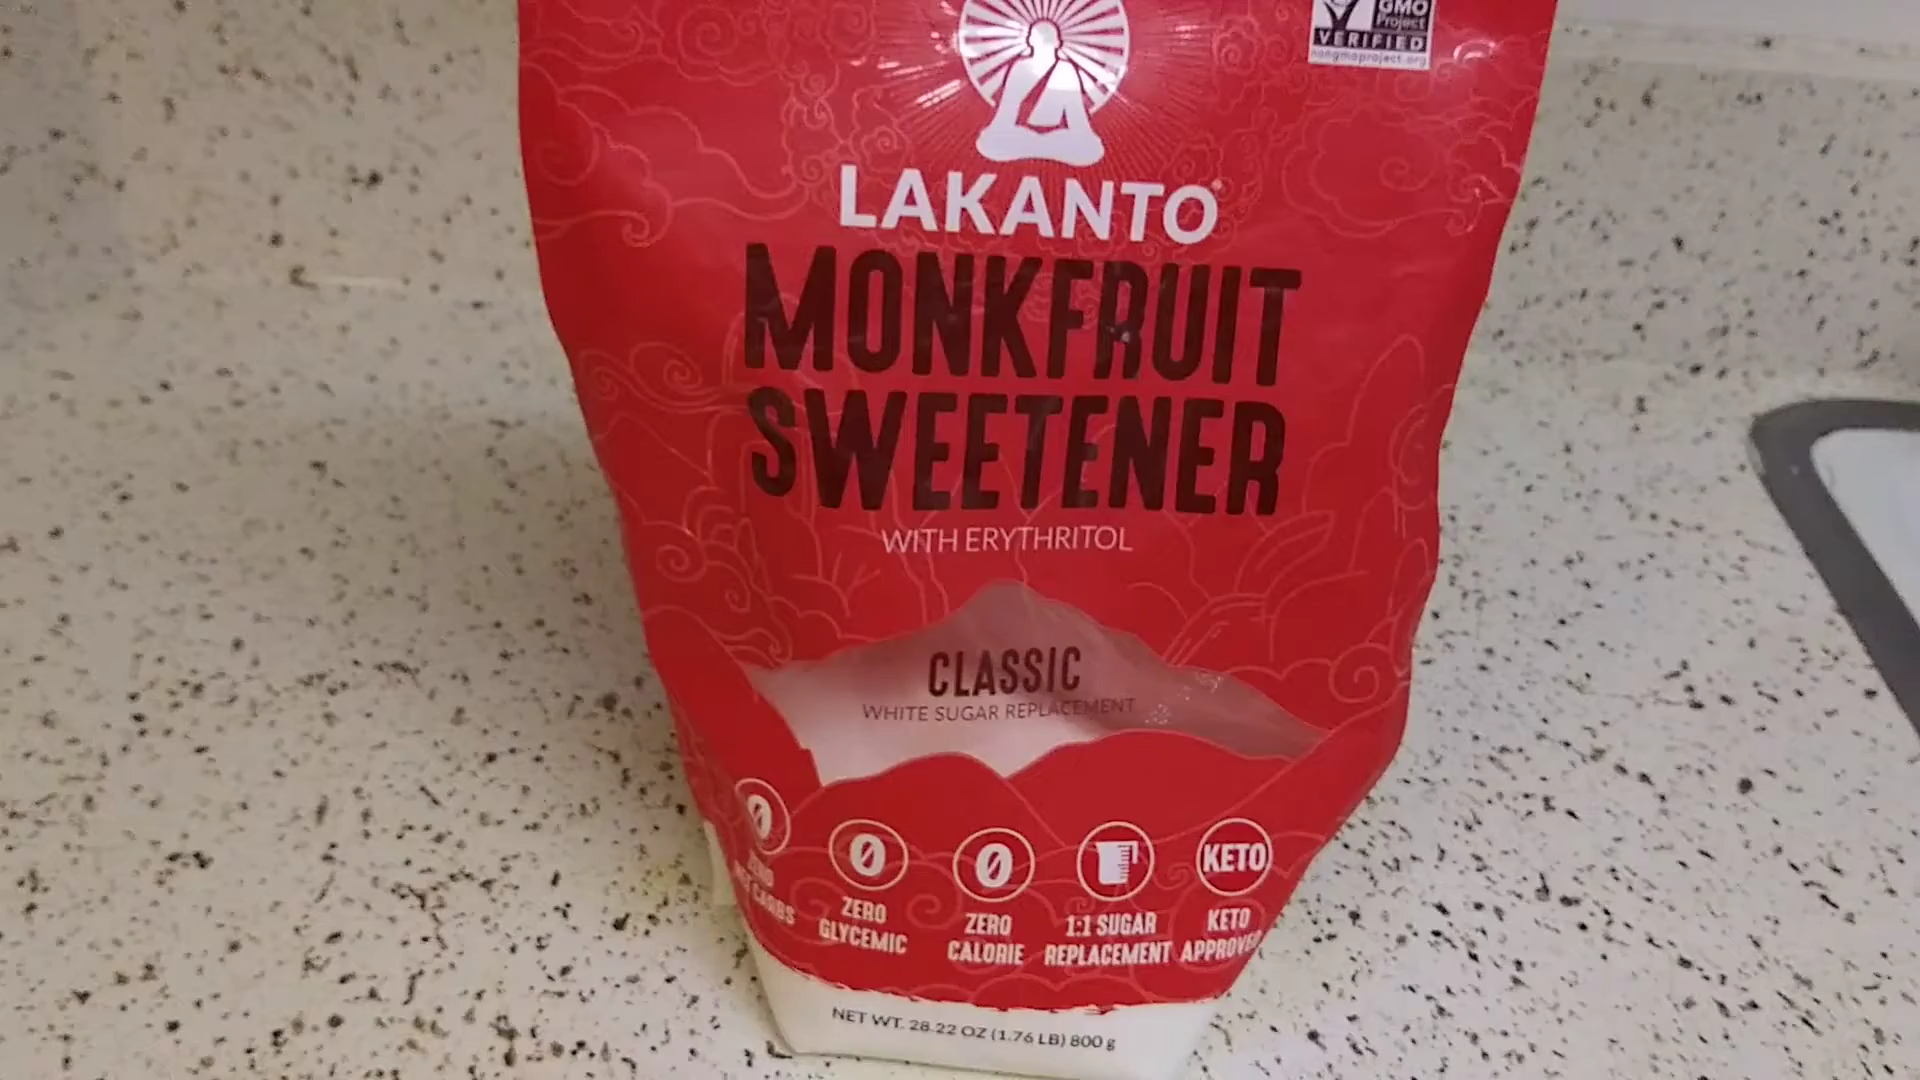 GMO
Project
VERIFIED
nongmoproject.org
LAKANTO®
MONKFRUIT
SWEETENER
WITH ERYTHRITOL
CLASSIC
WHITE SUGAR REPLACEMENT
0
0
0
KETO
ZERO
CARBS
ZERO
GLYCEMIC
ZERO
CALORIE
1:1 SUGAR
REPLACEMENT
KETO
APPROVED
NET WT. 28.22 OZ (1.76 LB) 800 g